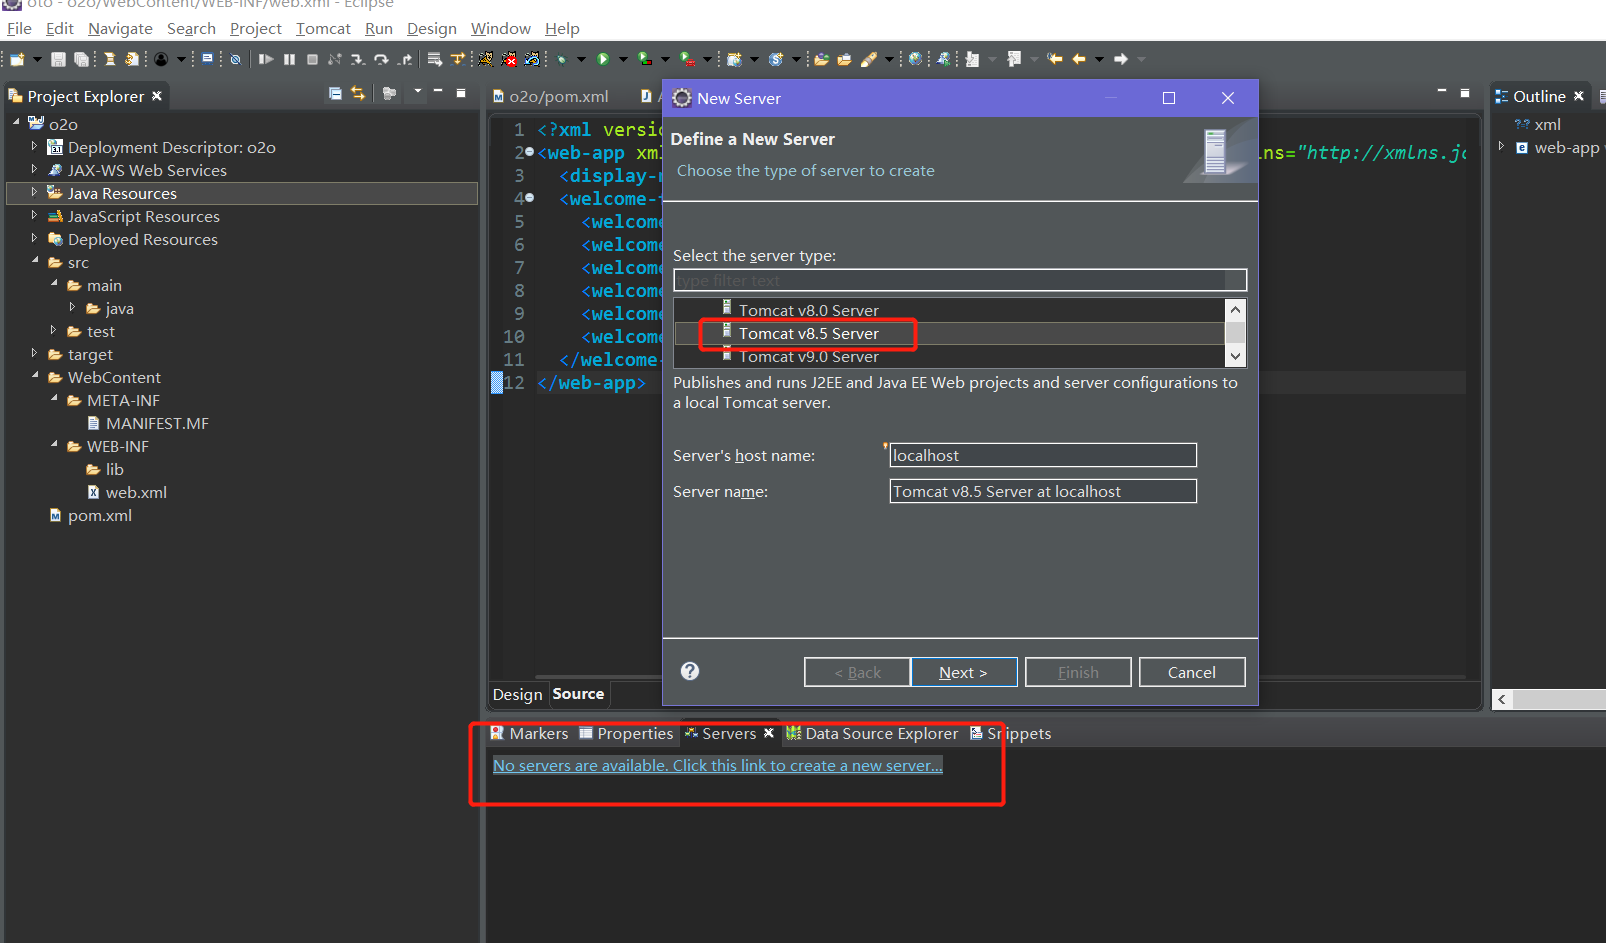 oto - o2o/WebContent/WEB-INF/web.xml - Eclipse
File Edit Navigate Search Project Tomcat Run Design Window Help
Project Explorer
o2o
Deployment Descriptor: o2o
JAX-WS Web Services
Java Resources
JavaScript Resources
Deployed Resources
src
main
java
test
target
WebContent
META-INF
MANIFEST.MF
WEB-INF
lib
web.xml
pom.xml
o2o/pom.xml
1 <?xml versio
2 <web-app xm
ns="http://xmlns.jc
3 <display-
4 <welcome-
5 <welcome
6 <welcome
7 <welcome
8 <welcome
9 <welcome
10 <welcome
11 </welcome-
12 </web-app>
Design Source
New Server
Define a New Server
Choose the type of server to create
Select the server type:
type filter text
Tomcat v8.0 Server
Tomcat v8.5 Server
Tomcat v9.0 Server
Publishes and runs J2EE and Java EE Web projects and server configurations to
a local Tomcat server.
Server's host name: localhost
Server name: Tomcat v8.5 Server at localhost
< Back Next > Finish Cancel
Outline
xml
web-app
Markers Properties Servers Data Source Explorer Snippets
No servers are available. Click this link to create a new server...